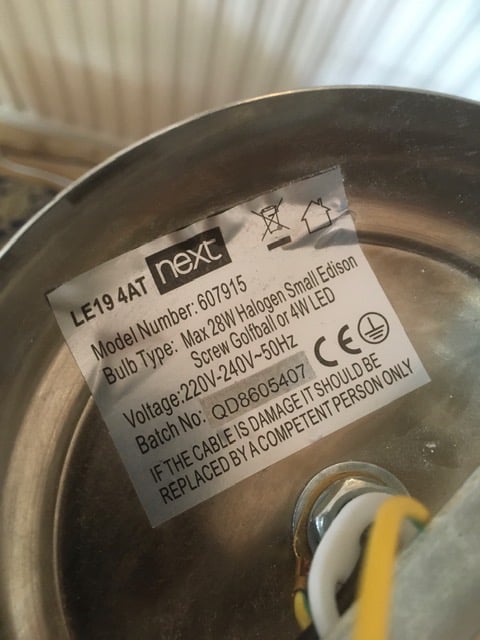 LE19 4AT next
Model Number: 607915
Bulb Type: Max 28W Halogen Small Edison
Screw Golfball or 4W LED
Voltage:220V-240V~50Hz
Batch No: QD8605407
CE
IF THE CABLE IS DAMAGE IT SHOULD BE
REPLACED BY A COMPETENT PERSON ONLY